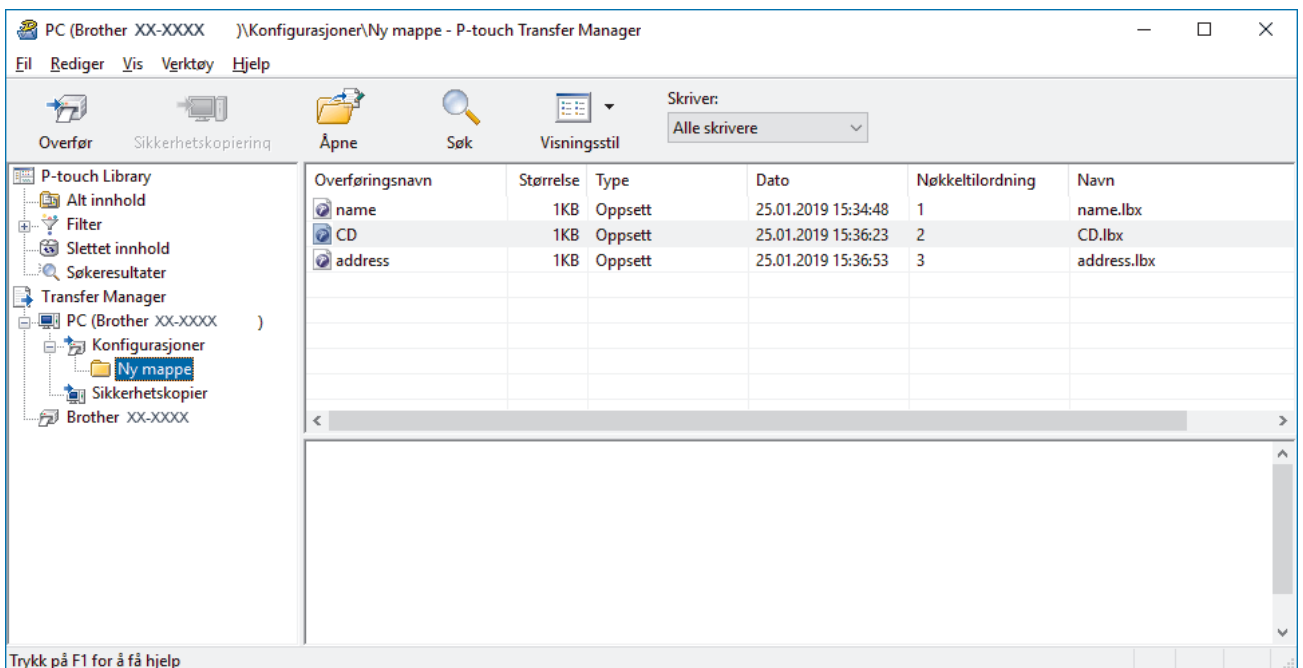 PC (Brother XX-XXXX )\Konfigurasjoner\Ny mappe - P-touch Transfer Manager
Fil Rediger Vis Verktøy Hjelp
Skriver:
Alle skrivere
Overfør Sikkerhetskopiering Åpne Søk Visningsstil
P-touch Library
Alt innhold
Filter
Slettet innhold
Søkeresultater
Transfer Manager
PC (Brother XX-XXXX )
Konfigurasjoner
Ny mappe
Sikkerhetskopier
Brother XX-XXXX
Overføringsnavn Størrelse Type Dato Nøkkeltilordning Navn
name 1KB Oppsett 25.01.2019 15:34:48 1 name.lbx
CD 1KB Oppsett 25.01.2019 15:36:23 2 CD.lbx
address 1KB Oppsett 25.01.2019 15:36:53 3 address.lbx
Trykk på F1 for å få hjelp